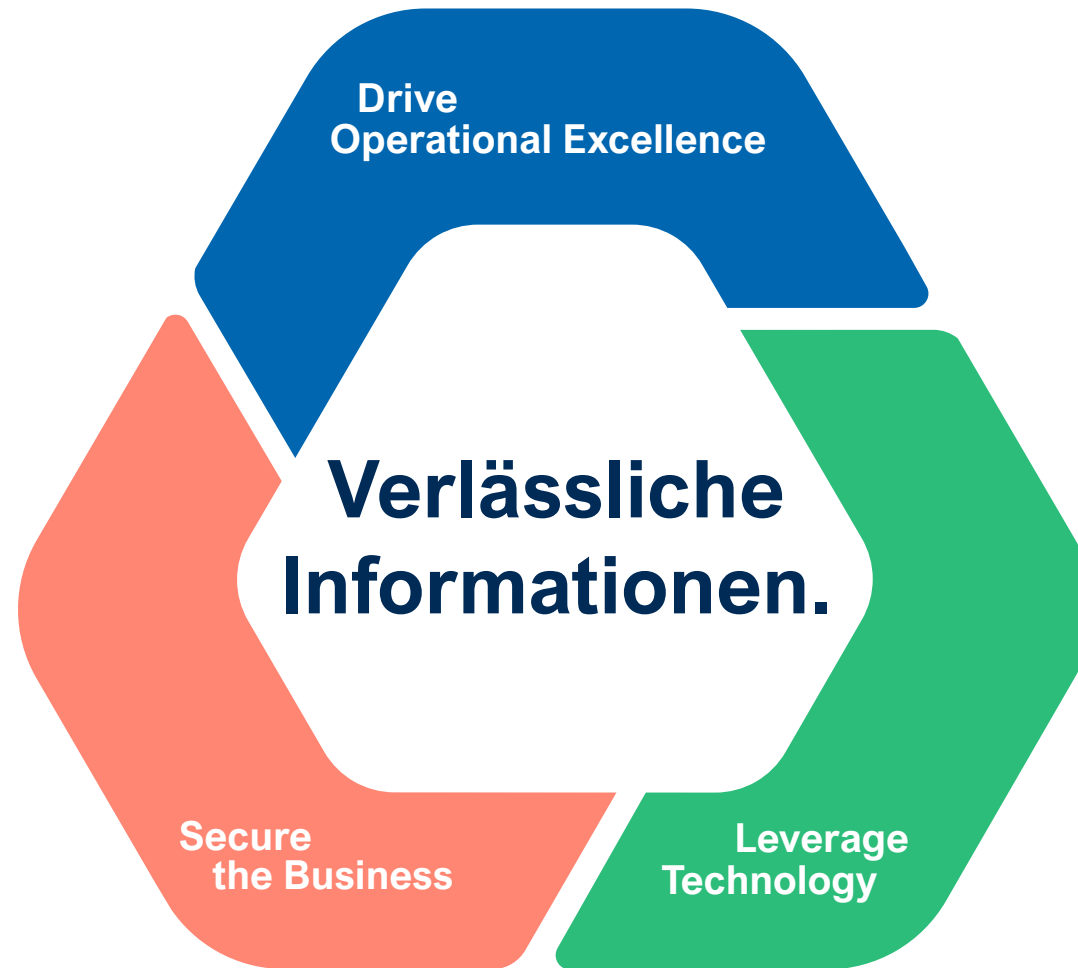 Drive
Operational Excellence
Verlässliche
Informationen.
Secure
the Business
Leverage
Technology